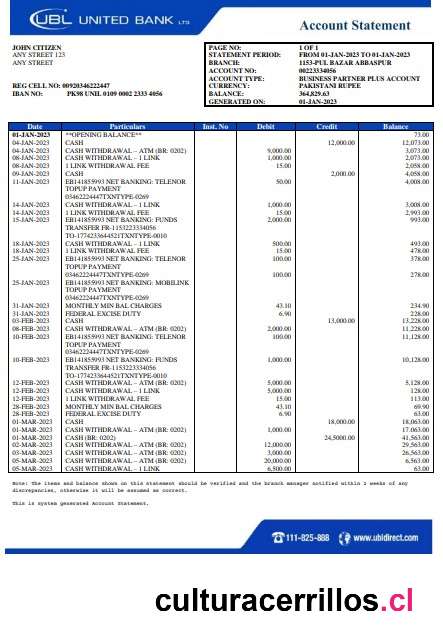 UBL UNITED BANK LTD
Account Statement
JOHN CITIZEN
ANY STREET 123
ANY STREET
REG CELL NO: 00920346222447
IBAN NO: PK98 UNIL 0109 0002 2333 4056
PAGE NO: 1 OF 1
STATEMENT PERIOD: FROM 01-JAN-2023 TO 01-JAN-2023
BRANCH: 1153-PUL BAZAR ABBASPUR
ACCOUNT NO: 00223334056
ACCOUNT TYPE: BUSINESS PARTNER PLUS ACCOUNT
CURRENCY: PAKISTANI RUPEE
BALANCE: 364,829.63
GENERATED ON: 01-JAN-2023
Date Particulars Inst. No Debit Credit Balance
01-JAN-2023 **OPENING BALANCE** 73.00
04-JAN-2023 CASH 12,000.00 12,073.00
04-JAN-2023 CASH WITHDRAWAL – ATM (BR: 0202) 9,000.00 3,073.00
08-JAN-2023 CASH WITHDRAWAL – 1 LINK 1,000.00 2,073.00
08-JAN-2023 1 LINK WITHDRAWAL FEE 15.00 2,058.00
09-JAN-2023 CASH 2,000.00 4,058.00
11-JAN-2023 EB141855993 NET BANKING: TELENOR 50.00 4,008.00
TOPUP PAYMENT
03462224447TXNTYPE-0269
14-JAN-2023 CASH WITHDRAWAL – 1 LINK 1,000.00 3,008.00
14-JAN-2023 1 LINK WITHDRAWAL FEE 15.00 2,993.00
15-JAN-2023 EB141855993 NET BANKING: FUNDS 2,000.00 993.00
TRANSFER FR-1153223334056
TO-1774233644521TXNTYPE-0010
18-JAN-2023 CASH WITHDRAWAL – 1 LINK 500.00 493.00
18-JAN-2023 1 LINK WITHDRAWAL FEE 15.00 478.00
25-JAN-2023 EB141855993 NET BANKING: TELENOR 100.00 378.00
TOPUP PAYMENT
03462224447TXNTYPE-0269 100.00 278.00
25-JAN-2023 EB141855993 NET BANKING: MOBILINK
TOPUP PAYMENT
03462224447TXNTYPE-0269
31-JAN-2023 MONTHLY MIN BAL CHARGES 43.10 234.90
31-JAN-2023 FEDERAL EXCISE DUTY 6.90 228.00
03-FEB-2023 CASH 13,000.00 13.228.00
08-FEB-2023 CASH WITHDRAWAL – ATM (BR: 0202) 2,000.00 11.228.00
10-FEB-2023 EB141855993 NET BANKING: TELENOR 100.00 11,128.00
TOPUP PAYMENT
03462224447TXNTYPE-0269
10-FEB-2023 EB141855993 NET BANKING: FUNDS 1,000.00 10,128.00
TRANSFER FR-1153223334056
TO-1774233644521TXNTYPE-0010
12-FEB-2023 CASH WITHDRAWAL – ATM (BR: 0202) 5,000.00 5,128.00
12-FEB-2023 CASH WITHDRAWAL – 1 LINK 5,000.00 128.00
12-FEB-2023 1 LINK WITHDRAWAL FEE 15.00 113.00
28-FEB-2023 MONTHLY MIN BAL CHARGES 43.10 69.90
28-FEB-2023 FEDERAL EXCISE DUTY 6.90 63.00
01-MAR-2023 CASH 18,000.00 18,063.00
01-MAR-2023 CASH WITHDRAWAL – ATM (BR: 0202) 1,000.00 17.063.00
01-MAR-2023 CASH (BR: 0202) 24,5000.00 41,563.00
02-MAR-2023 CASH WITHDRAWAL – ATM (BR: 0202) 12,000.00 29,563.00
03-MAR-2023 CASH WITHDRAWAL – ATM (BR: 0202) 3,000.00 26,563.00
05-MAR-2023 CASH WITHDRAWAL – ATM (BR: 0202) 20,000.00 6,563.00
05-MAR-2023 CASH WITHDRAWAL – 1 LINK 6,500.00 63.00
Note: The items and balance shown on this statement should be verified and the branch manager notified within 2 weeks of any
discrepancies, otherwise it will be assumed as correct.
This is system generated Account Statement.
111-825-888 www.ubldirect.com
culturacerrillos.cl